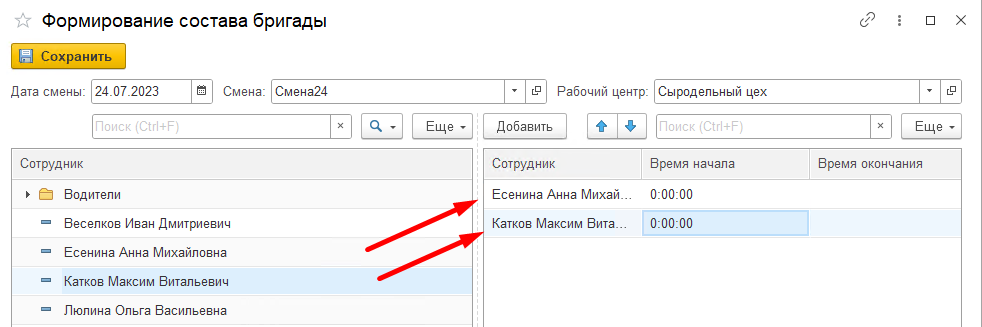 Формирование состава бригады
Сохранить
Дата смены: 24.07.2023 Смена: Смена24 Рабочий центр: Сыродельный цех
Поиск (Ctrl+F) × Еще Добавить Поиск (Ctrl+F) × Еще
Сотрудник Сотрудник Время начала Время окончания
Водители Есенина Анна Михай... 0:00:00
Веселков Иван Дмитриевич Катков Максим Вита... 0:00:00
Есенина Анна Михайловна
Катков Максим Витальевич
Люлина Ольга Васильевна